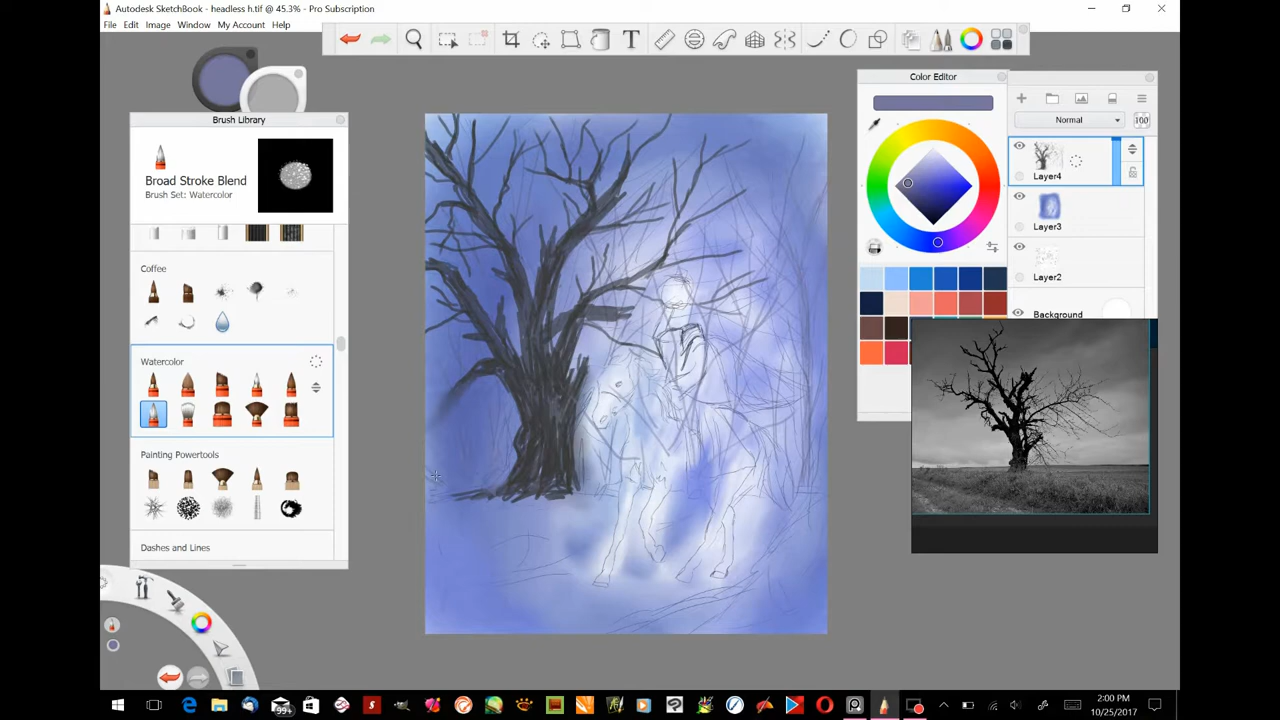 Autodesk SketchBook - headless h.tif @ 45.3% - Pro Subscription
File Edit Image Window My Account Help
T
Brush Library
Broad Stroke Blend
Brush Set: Watercolor
Coffee
Watercolor
Painting Powertools
Dashes and Lines
Color Editor
Normal 100
Layer4
Layer3
Layer2
Background
99+
2:00 PM
10/25/2017